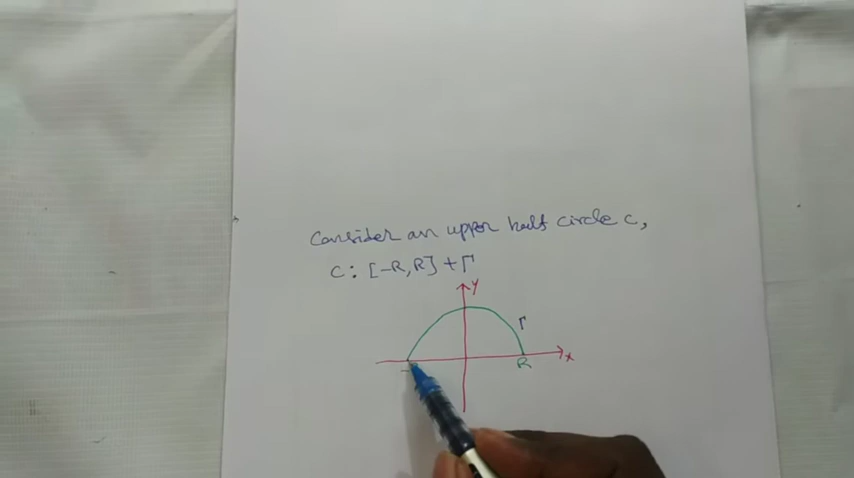 Consider an upper half circle C,
C: [-R, R] + Γ
y
Γ
x
R
-